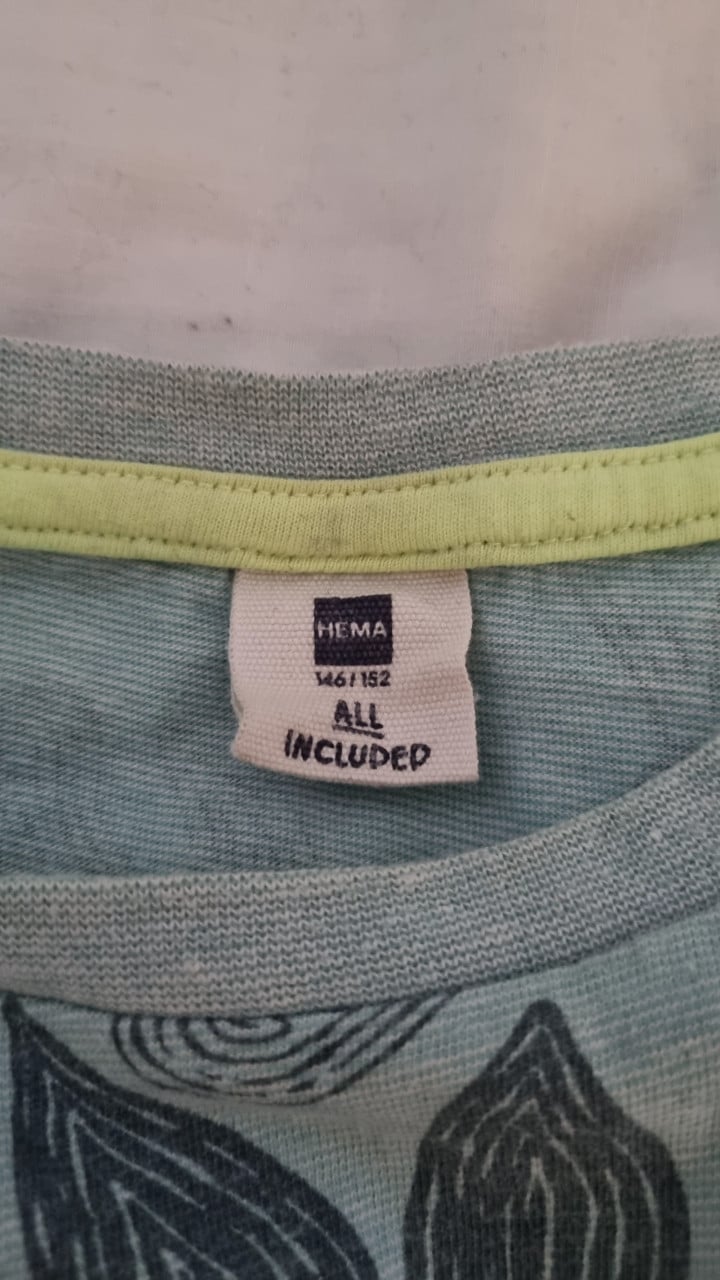 HEMA
146/152
ALL
INCLUDED